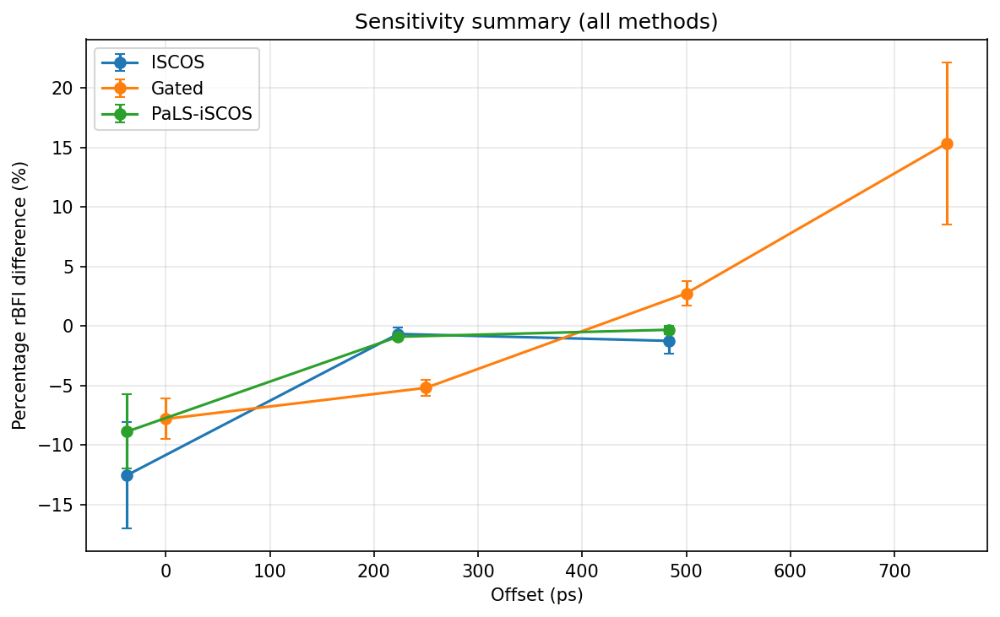 Sensitivity summary (all methods)
ISCOS
Gated
PaLS-iSCOS
Percentage rBFI difference (%)
20
15
10
5
0
−5
−10
−15
0 100 200 300 400 500 600 700
Offset (ps)